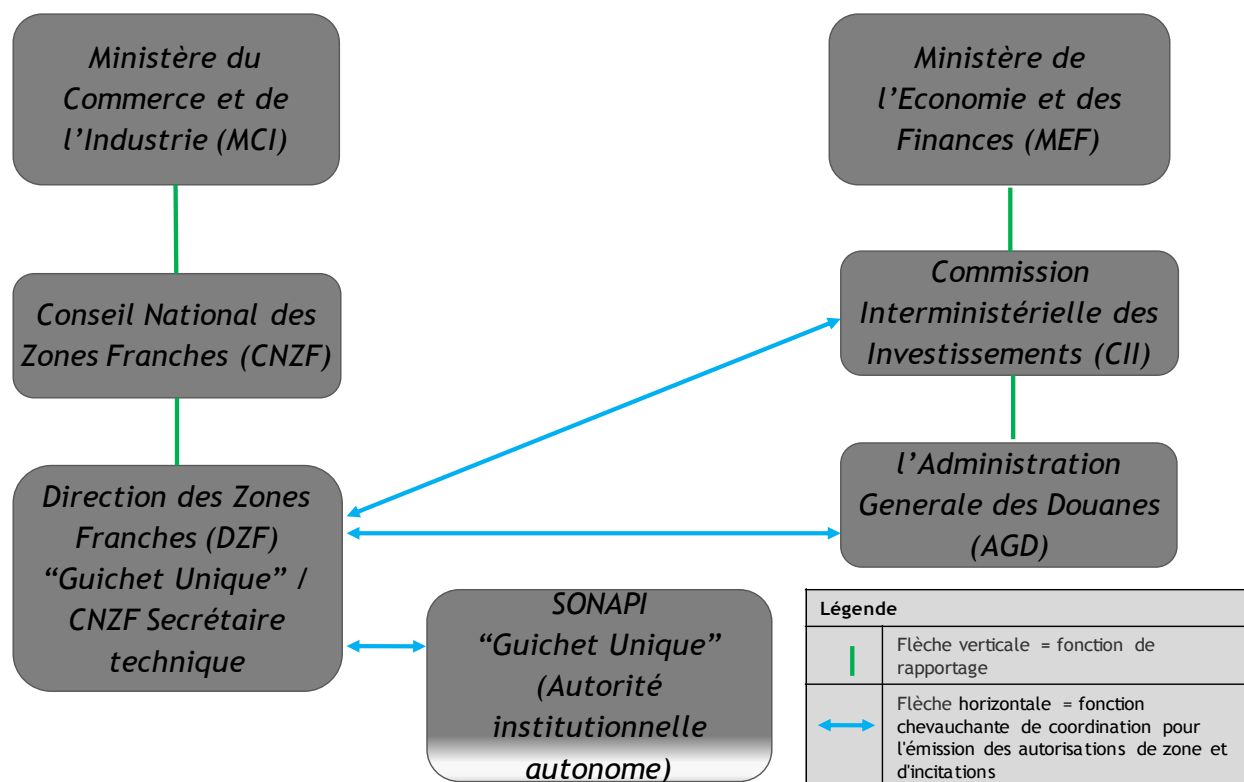 Ministère du
Commerce et de
l’Industrie (MCI)
Ministère de
l’Economie et des
Finances (MEF)
Conseil National des
Zones Franches (CNZF)
Commission
Interministérielle des
Investissements (CII)
Direction des Zones
Franches (DZF)
“Guichet Unique” /
CNZF Secrétaire
technique
l’Administration
Generale des Douanes
(AGD)
SONAPI
“Guichet Unique”
(Autorité
institutionnelle
autonome)
Légende
Flèche verticale = fonction de
rapportage
Flèche horizontale = fonction
chevauchante de coordination pour
l'émission des autorisations de zone et
d'incitations